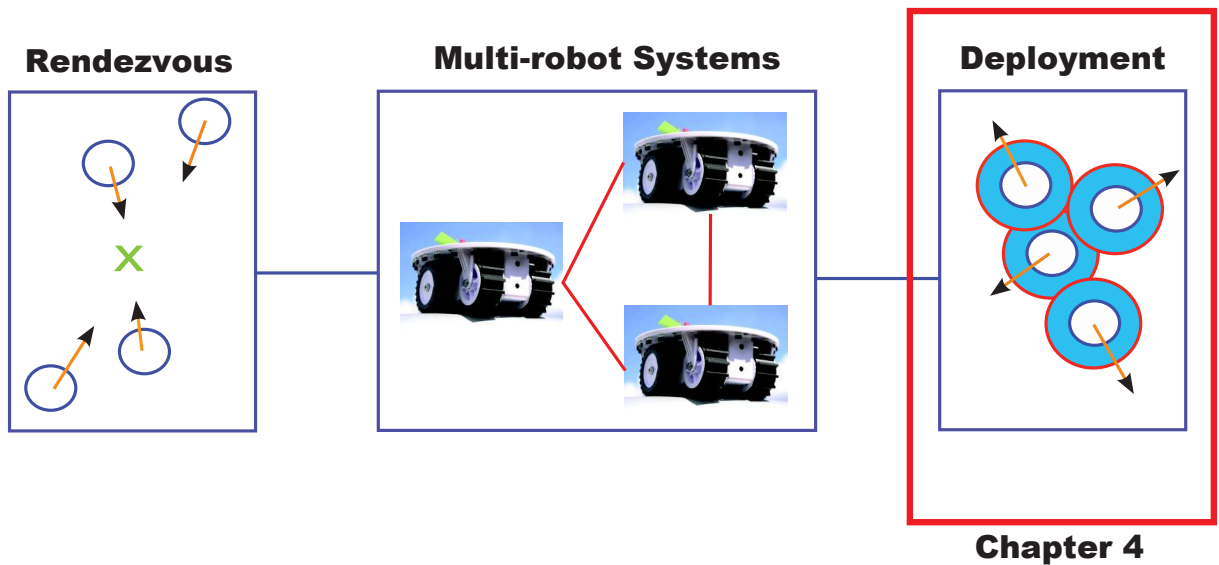 Rendezvous
Multi-robot Systems
Deployment
X
Chapter 4